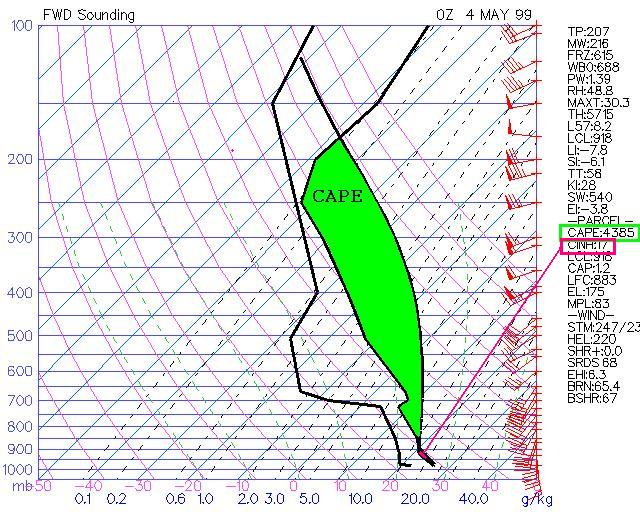 FWD Sounding
0Z 4 MAY 99
100
200
300
400
500
600
700
800
900
1000
mb
-50 -40 -30 -20 -10 0 10 20 30 40
0.1 0.2 0.6 1.0 2.0 3.0 5.0 10.0 20.0 40.0 g/kg
CAPE
TP:207
MW:216
FRZ:615
WB0:688
PW:1.39
RH:48.8
MAXT:30.3
TH:5715
L57:8.2
LCL:918
LI:-7.8
SI:-6.1
TT:58
KI:28
SW:540
EI:-3.8
-PARCEL-
CAPE:4385
CINH:17
LCL:918
CAP:1.2
LFC:883
EL:175
MPL:83
-WIND-
STM:247/23
HEL:220
SHR+:0.0
SRDS:68
EHI:6.3
BRN:65.4
BSHR:67